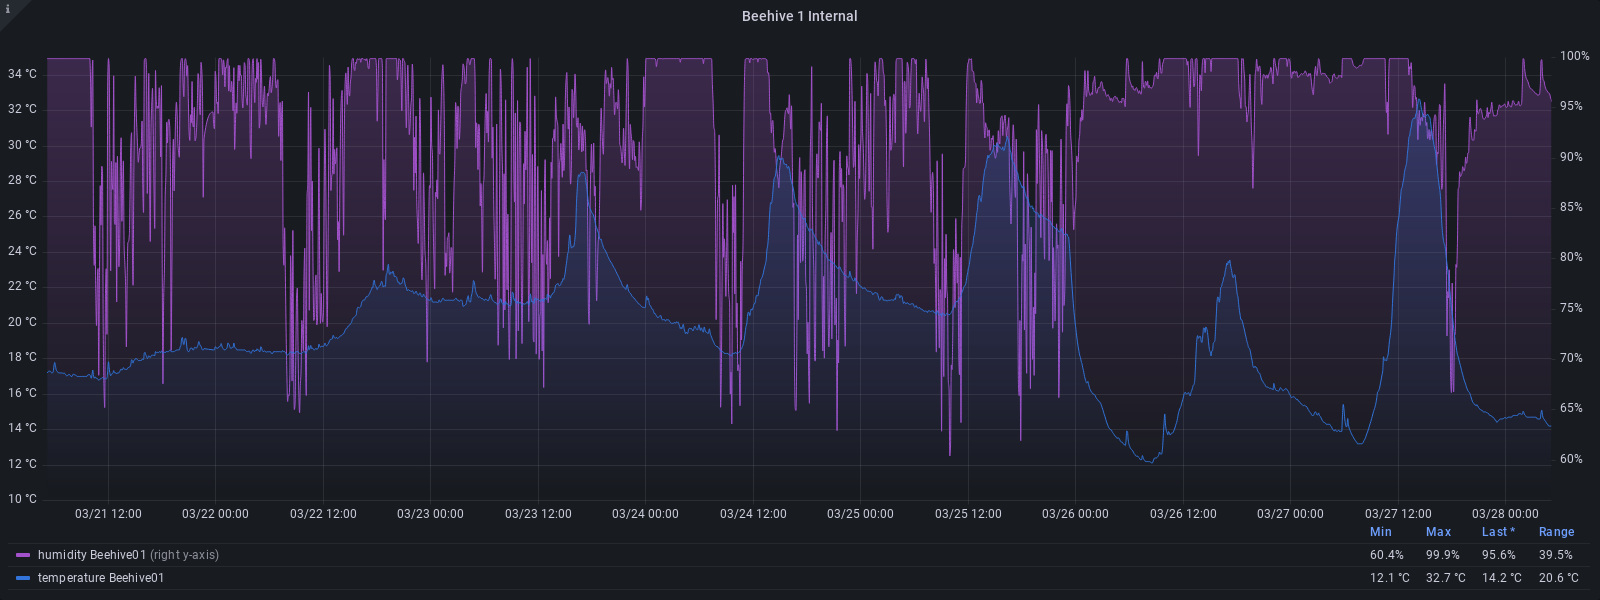 i
Beehive 1 Internal
34 °C
32 °C
30 °C
28 °C
26 °C
24 °C
22 °C
20 °C
18 °C
16 °C
14 °C
12 °C
10 °C
100%
95%
90%
85%
80%
75%
70%
65%
60%
03/21 12:00 03/22 00:00 03/22 12:00 03/23 00:00 03/23 12:00 03/24 00:00 03/24 12:00 03/25 00:00 03/25 12:00 03/26 00:00 03/26 12:00 03/27 00:00 03/27 12:00 03/28 00:00
Min Max Last * Range
humidity Beehive01 (right y-axis) 60.4% 99.9% 95.6% 39.5%
temperature Beehive01 12.1 °C 32.7 °C 14.2 °C 20.6 °C